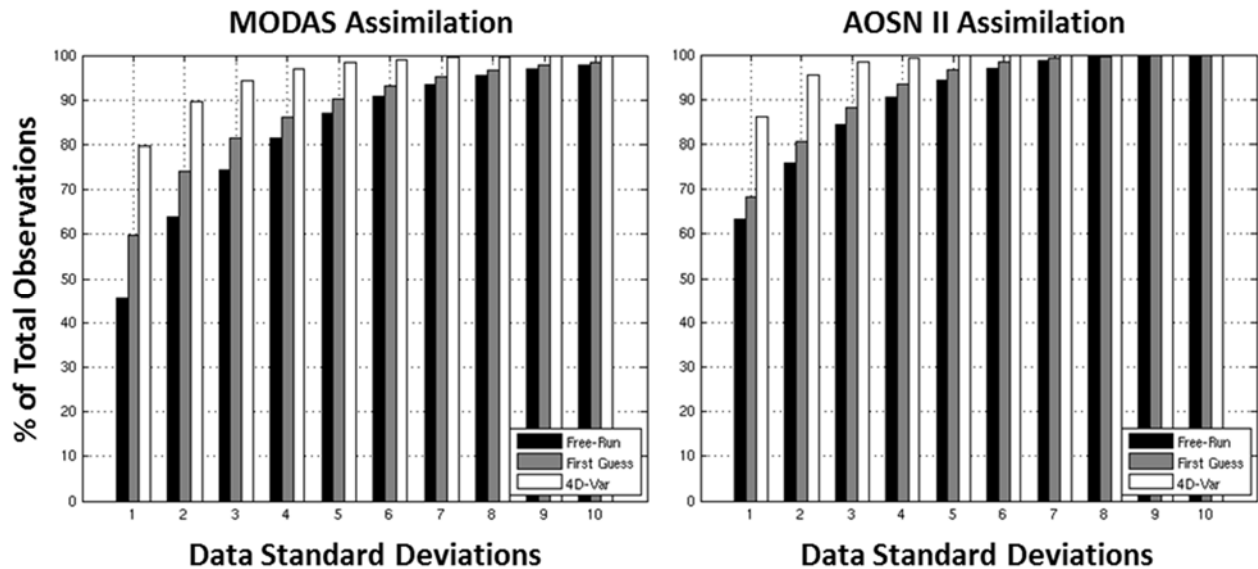 MODAS Assimilation
AOSN II Assimilation
% of Total Observations
100
90
80
70
60
50
40
30
20
10
0
1 2 3 4 5 6 7 8 9 10
Free-Run
First Guess
4D-Var
Data Standard Deviations
100
90
80
70
60
50
40
30
20
10
0
1 2 3 4 5 6 7 8 9 10
Free-Run
First Guess
4D-Var
Data Standard Deviations